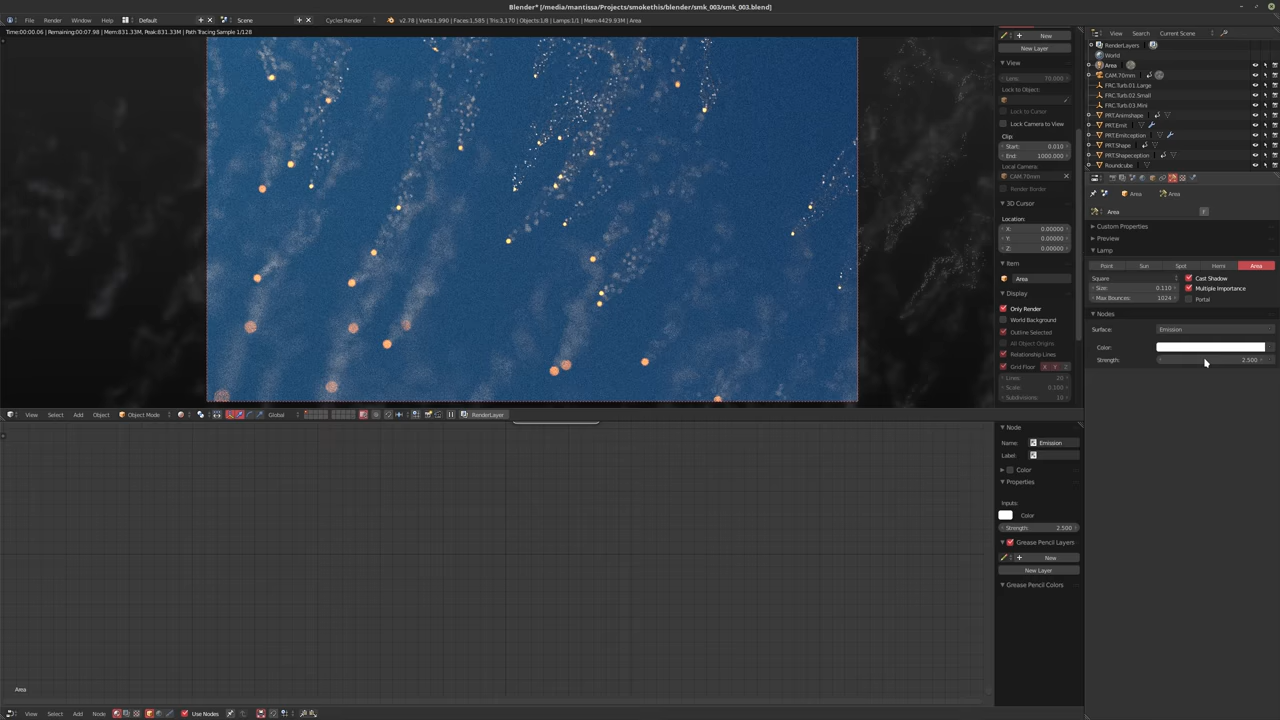 Blender* [/media/mantissa/Projects/smokethis/blender/smk_003/smk_003.blend]
File Render Window Help Default Scene Cycles Render v2.78 | Verts:1,990 | Faces:1,585 | Tris:3,170 | Objects:1/8 | Lamps:1/1 | Mem:4429.93M | Area
Time:00:00.06 | Remaining:00:07.98 | Mem:831.33M, Peak:831.33M | Path Tracing Sample 1/128
New
New Layer
View
Lens: 70.000
Lock to Object:
Lock to Cursor
Lock Camera to View
Clip:
Start: 0.010
End: 1000.000
Local Camera:
CAM.70mm
Render Border
3D Cursor
Location:
X: 0.00000
Y: 0.00000
Z: 0.00000
Item
Area
Display
Only Render
World Background
Outline Selected
All Object Origins
Relationship Lines
Grid Floor X Y Z
Lines: 20
Scale: 0.100
Subdivisions: 10
View Select Add Object Object Mode Global RenderLayer
Node
Name: Emission
Label:
Color
Properties
Inputs:
Color
Strength: 2.500
Grease Pencil Layers
New
New Layer
Grease Pencil Colors
Area
View Select Add Node Use Nodes
View Search Current Scene
RenderLayers
World
Area
CAM.70mm
FRC.Turb.01.Large
FRC.Turb.02.Small
FRC.Turb.03.Mini
PRT.Animshape
PRT.Emit
PRT.Emitception
PRT.Shape
PRT.Shapeception
Roundcube
Area Area
Area F
Custom Properties
Preview
Lamp
Point Sun Spot Hemi Area
Square Cast Shadow
Size: 0.110 Multiple Importance
Max Bounces: 1024 Portal
Nodes
Surface: Emission
Color:
Strength: 2.500